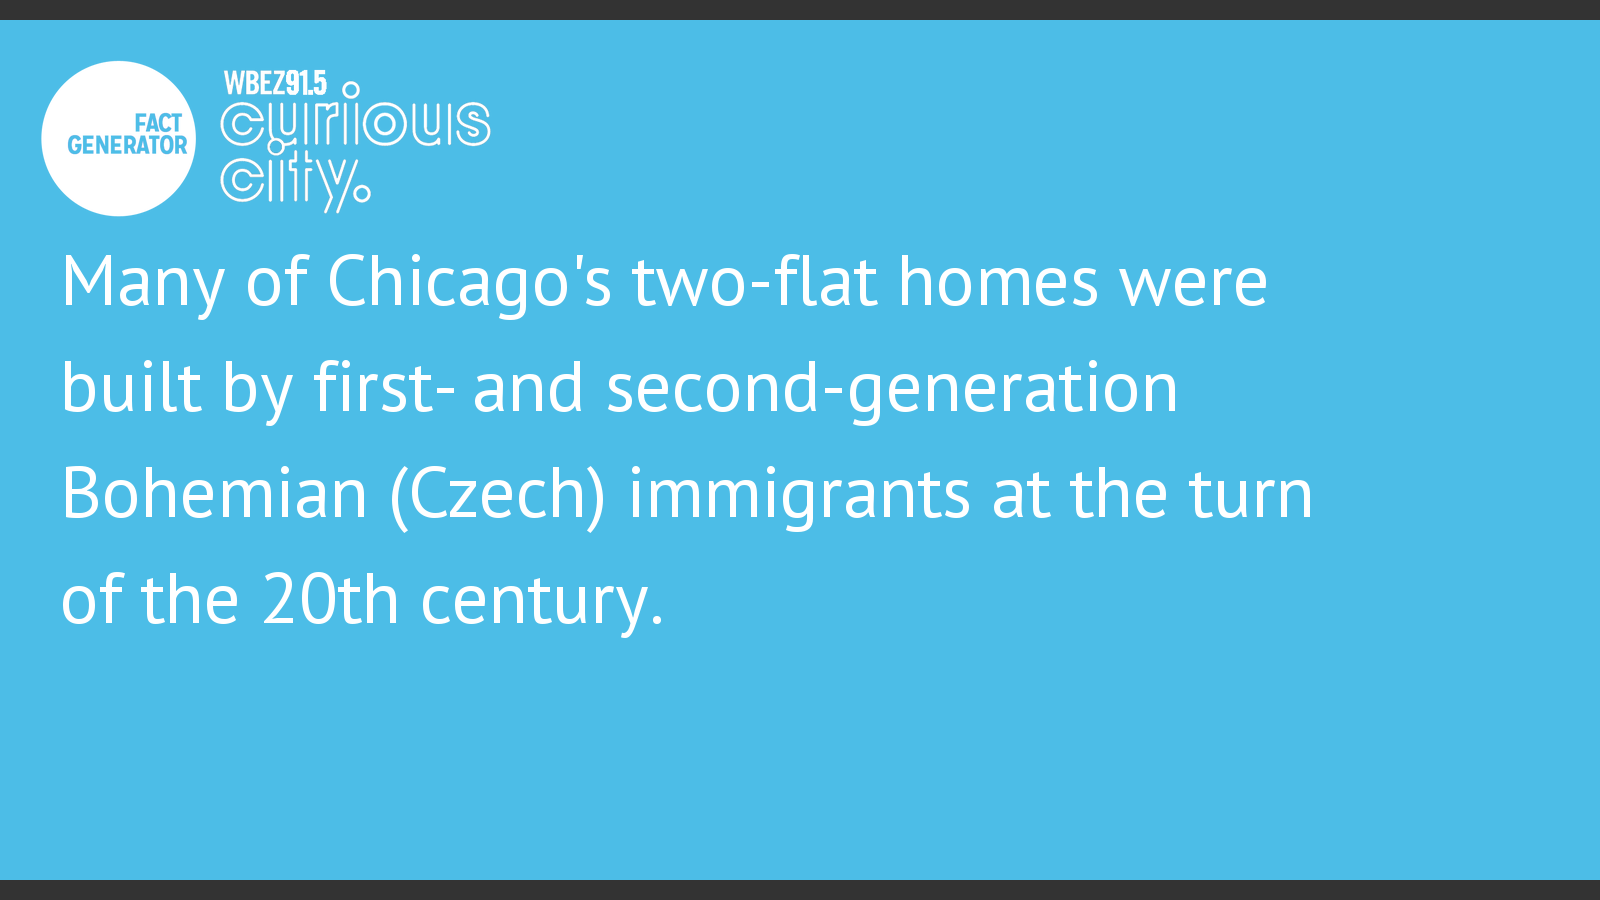 FACT
GENERATOR
WBEZ91.5
curious
city.
Many of Chicago's two-flat homes were
built by first- and second-generation
Bohemian (Czech) immigrants at the turn
of the 20th century.